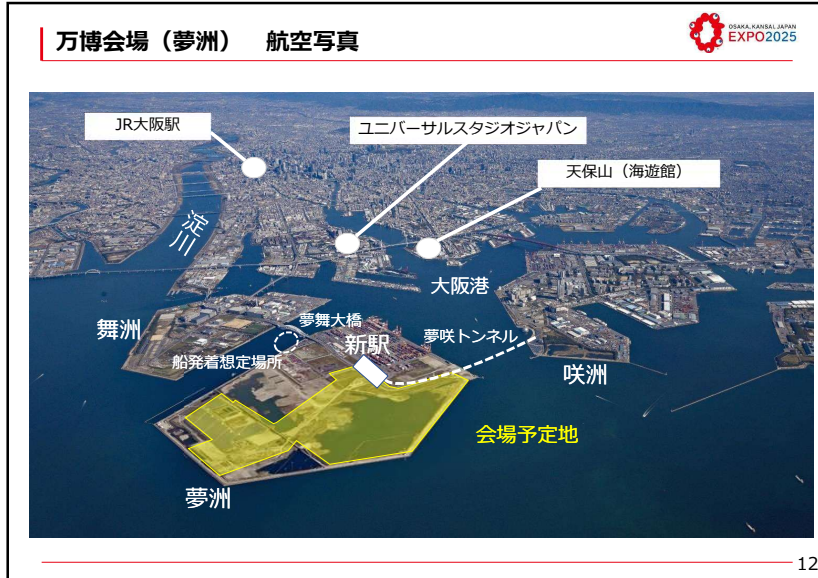 万博会場（夢洲）　航空写真
OSAKA, KANSAI, JAPAN
EXPO2025
JR大阪駅
ユニバーサルスタジオジャパン
天保山（海遊館）
淀川
大阪港
舞洲
夢舞大橋
新駅
夢咲トンネル
船発着想定場所
咲洲
会場予定地
夢洲
12